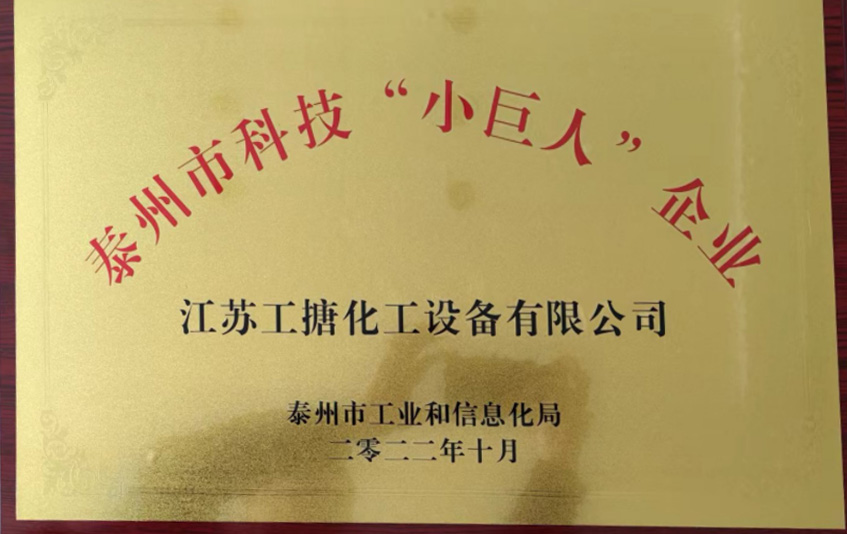 泰州市科技“小巨人”企业
江苏工搪化工设备有限公司
泰州市工业和信息化局
二零二二年十月